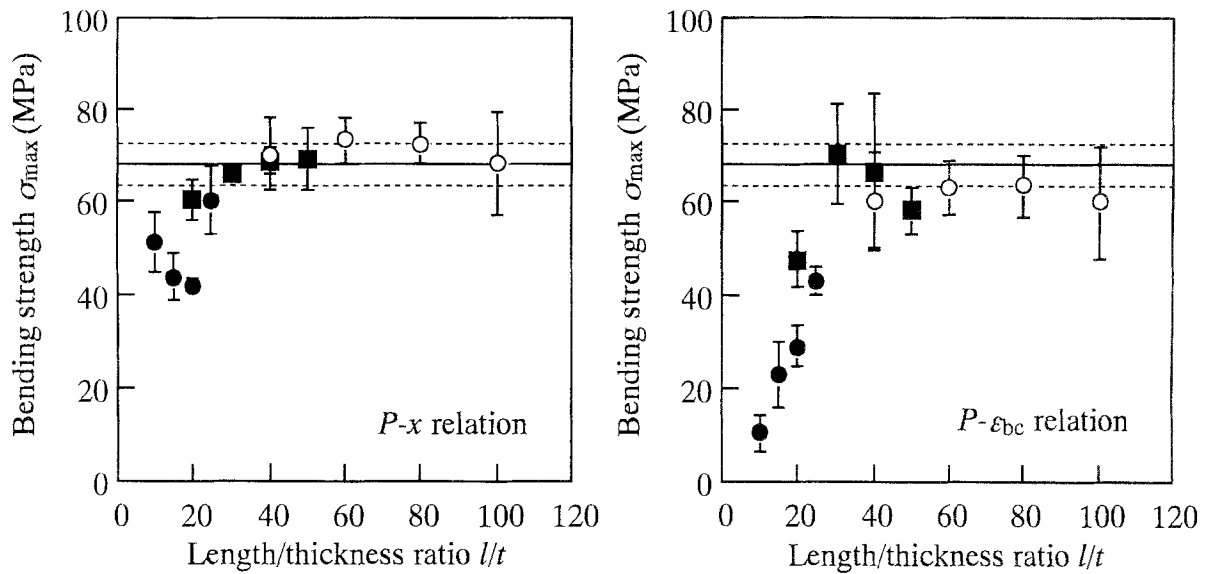 100
80
60
40
20
0
Bending strength σmax (MPa)
P-x relation
0 20 40 60 80 100 120
Length/thickness ratio l/t
100
80
60
40
20
0
Bending strength σmax (MPa)
P-εbc relation
0 20 40 60 80 100 120
Length/thickness ratio l/t